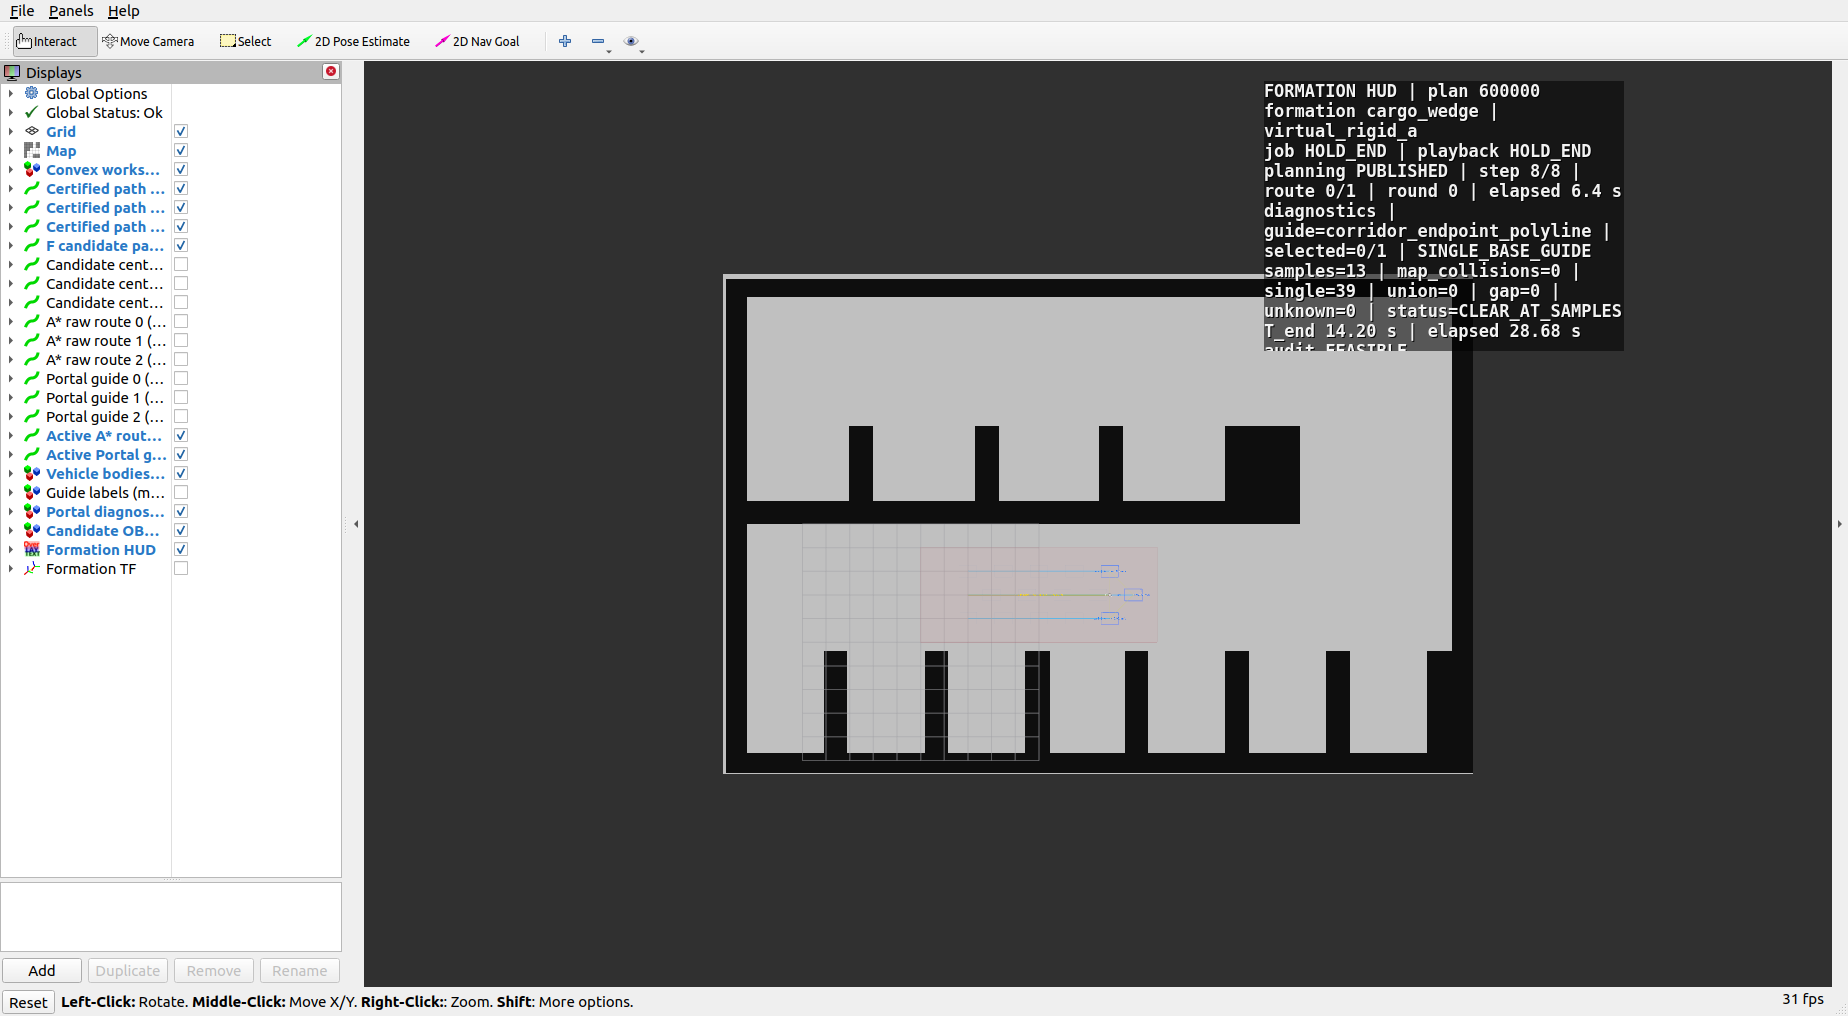 File Panels Help
Interact Move Camera Select 2D Pose Estimate 2D Nav Goal
Displays
Global Options
Global Status: Ok
Grid
Map
Convex works...
Certified path ...
Certified path ...
Certified path ...
F candidate pa...
Candidate cent...
Candidate cent...
Candidate cent...
A* raw route 0 (...
A* raw route 1 (...
A* raw route 2 (...
Portal guide 0 (...
Portal guide 1 (...
Portal guide 2 (...
Active A* rout...
Active Portal g...
Vehicle bodies...
Guide labels (m...
Portal diagnos...
Candidate OB...
Formation HUD
Formation TF
FORMATION HUD | plan 600000
formation cargo_wedge |
virtual_rigid_a
job HOLD_END | playback HOLD_END
planning PUBLISHED | step 8/8 |
route 0/1 | round 0 | elapsed 6.4 s
diagnostics |
guide=corridor_endpoint_polyline |
selected=0/1 | SINGLE_BASE_GUIDE
samples=13 | map_collisions=0 |
single=39 | union=0 | gap=0 |
unknown=0 | status=CLEAR_AT_SAMPLES
T_end 14.20 s | elapsed 28.68 s
audit FEASIBLE
Add Duplicate Remove Rename
Reset Left-Click: Rotate. Middle-Click: Move X/Y. Right-Click:: Zoom. Shift: More options.
31 fps